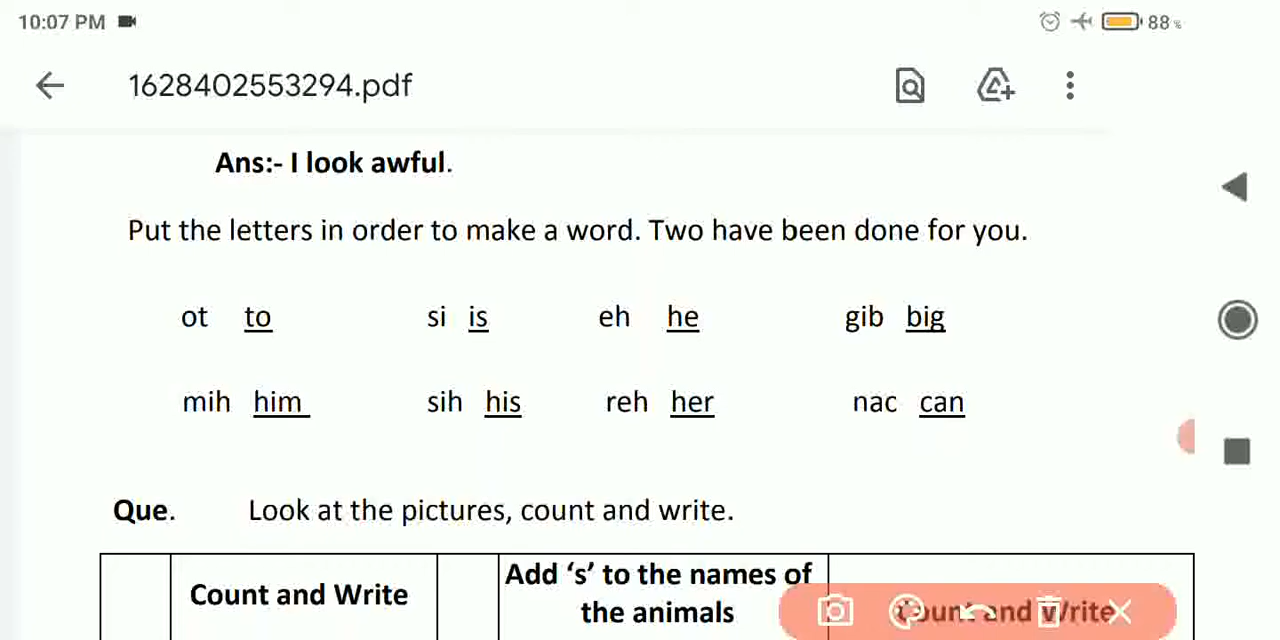 10:07 PM 88 %
1628402553294.pdf
Ans:- I look awful.
Put the letters in order to make a word. Two have been done for you.
ot to si is eh he gib big
mih him sih his reh her nac can
Que. Look at the pictures, count and write.
Count and Write
Add ‘s’ to the names of
the animals
Count and Write